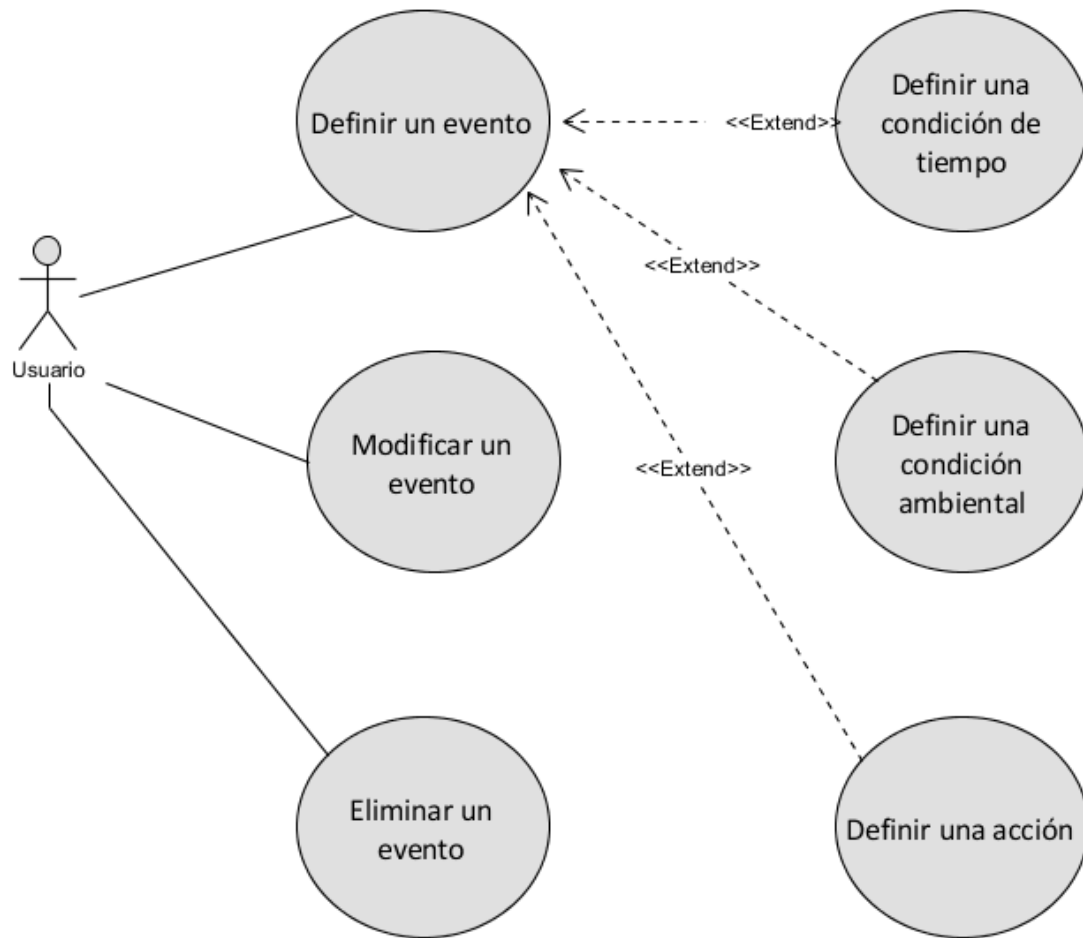 Definir un evento
<<Extend>>
Definir una
condición de
tiempo
<<Extend>>
Usuario
Modificar un
evento
<<Extend>>
Definir una
condición
ambiental
Eliminar un
evento
Definir una acción